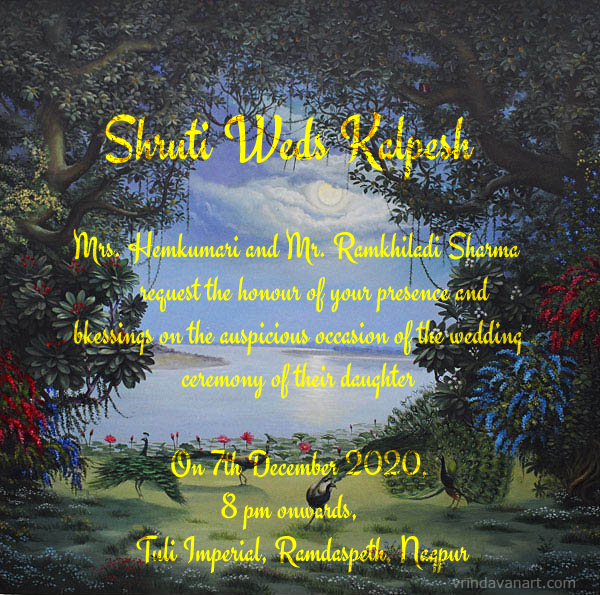 Shruti Weds Kalpesh
Mrs. Hemkumari and Mr. Ramkhiladi Sharma
request the honour of your presence and
bkessings on the auspicious occasion of the wedding
ceremony of their daughter
On 7th December 2020.
8 pm onwards,
Tuli Imperial, Ramdaspeth, Nagpur
vrindavanart.com